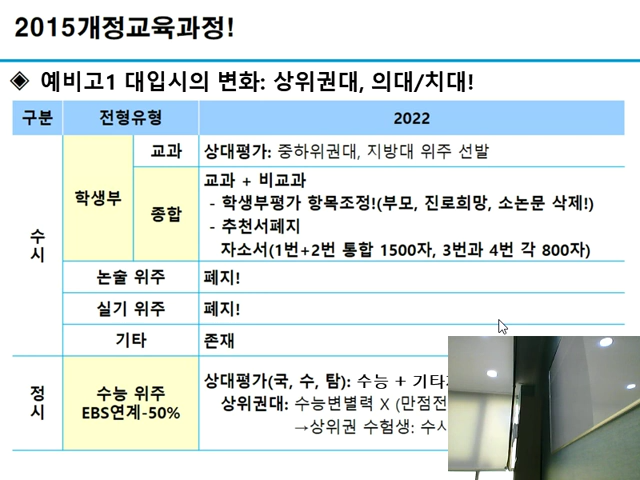 2015개정교육과정!
◈ 예비고1 대입시의 변화: 상위권대, 의대/치대!
구분 전형유형 2022
수시 학생부 교과 상대평가: 중하위권대, 지방대 위주 선발
종합 교과 + 비교과
- 학생부평가 항목조정!(부모, 진로희망, 소논문 삭제!)
- 추천서폐지
자소서(1번+2번 통합 1500자, 3번과 4번 각 800자)
논술 위주 폐지!
실기 위주 폐지!
기타 존재
정시 수능 위주 상대평가(국, 수, 탐): 수능 + 기타
EBS연계-50% 상위권대: 수능변별력 X (만점전
→상위권 수험생: 수시